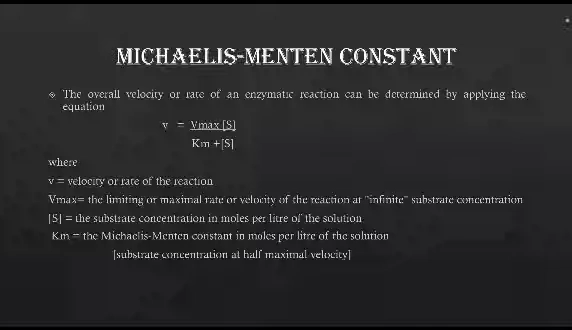 MICHAELIS-MENTEN CONSTANT
The overall velocity or rate of an enzymatic reaction can be determined by applying the
equation
v = Vmax [S]
Km +[S]
where
v = velocity or rate of the reaction
Vmax= the limiting or maximal rate or velocity of the reaction at "infinite" substrate concentration
[S] = the substrate concentration in moles per litre of the solution
Km = the Michaelis-Menten constant in moles per litre of the solution
[substrate concentration at half maximal velocity]